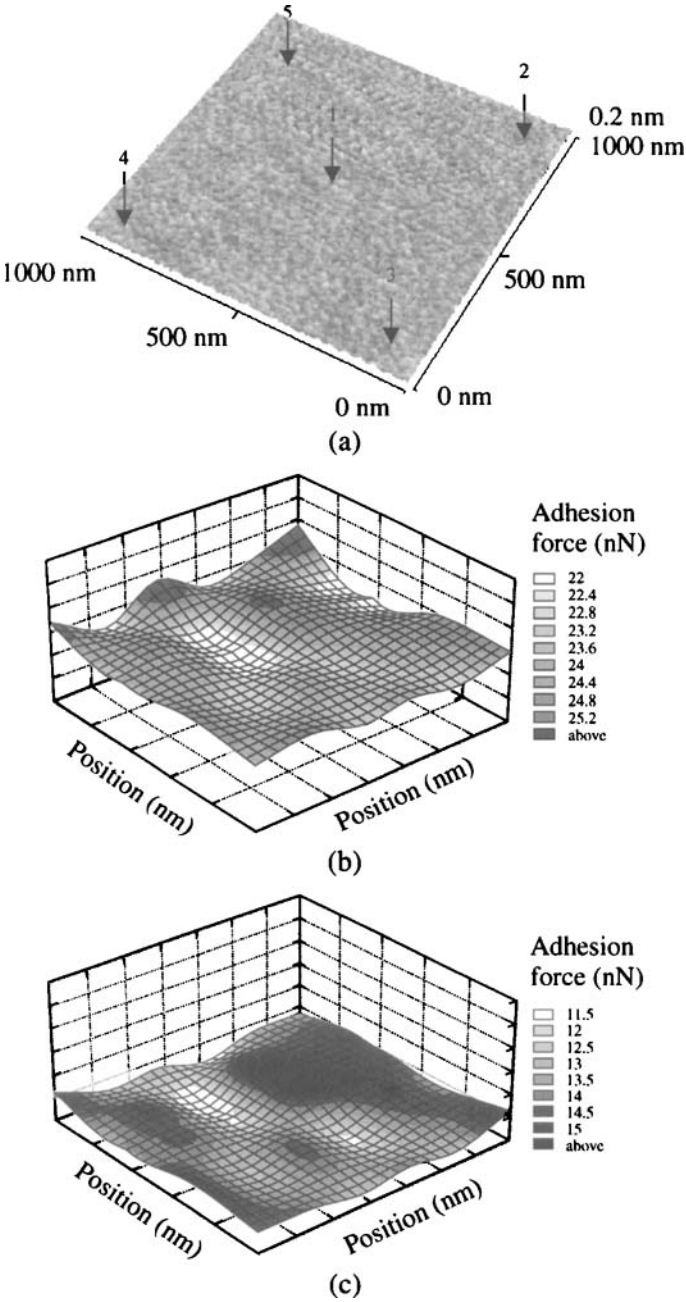 5
2
1
4
3
0.2 nm
1000 nm
500 nm
0 nm
1000 nm
500 nm
0 nm
(a)
Adhesion
force (nN)
22
22.4
22.8
23.2
23.6
24
24.4
24.8
25.2
above
Position (nm)
Position (nm)
(b)
Adhesion
force (nN)
11.5
12
12.5
13
13.5
14
14.5
15
above
Position (nm)
Position (nm)
(c)